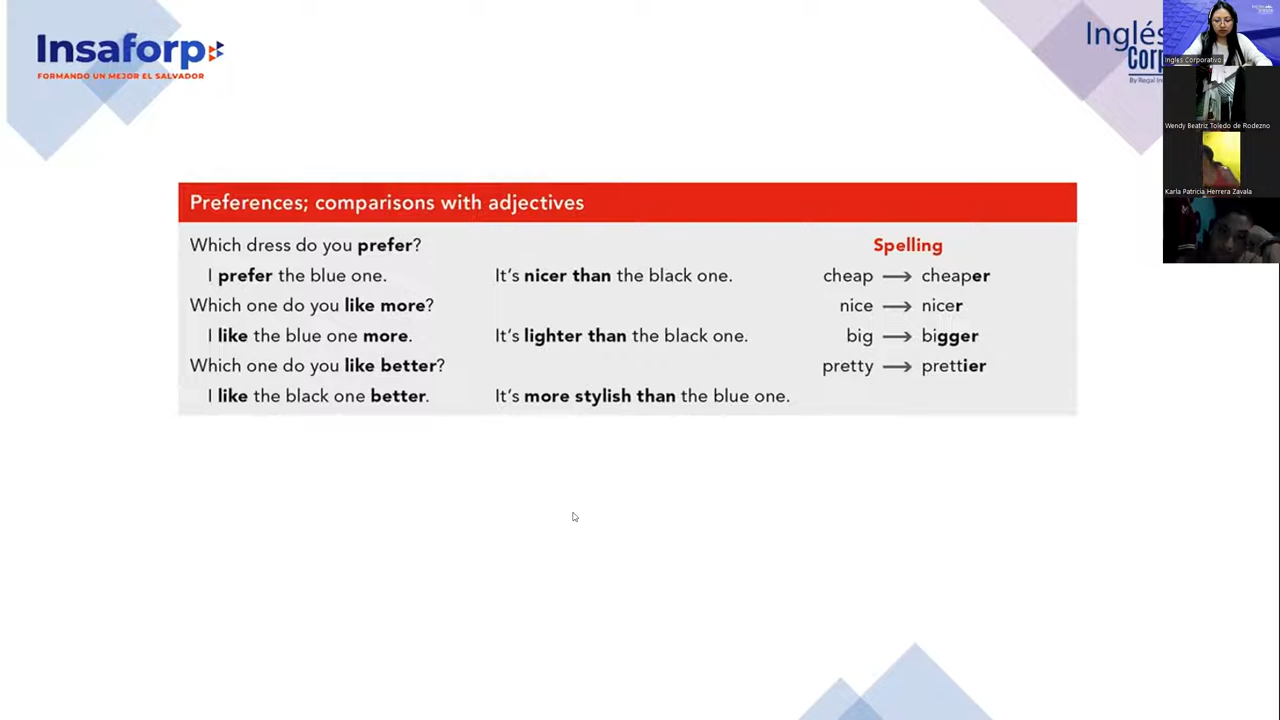 Insaforp
FORMANDO UN MEJOR EL SALVADOR
Inglés
Corp
By Regal
Preferences; comparisons with adjectives
Which dress do you prefer?
I prefer the blue one. It's nicer than the black one.
Which one do you like more?
I like the blue one more. It's lighter than the black one.
Which one do you like better?
I like the black one better. It's more stylish than the blue one.
Spelling
cheap → cheaper
nice → nicer
big → bigger
pretty → prettier
Ingles Corporativo
Wendy Beatriz Toledo de Rodezno
Karla Patricia Herrera Zavala